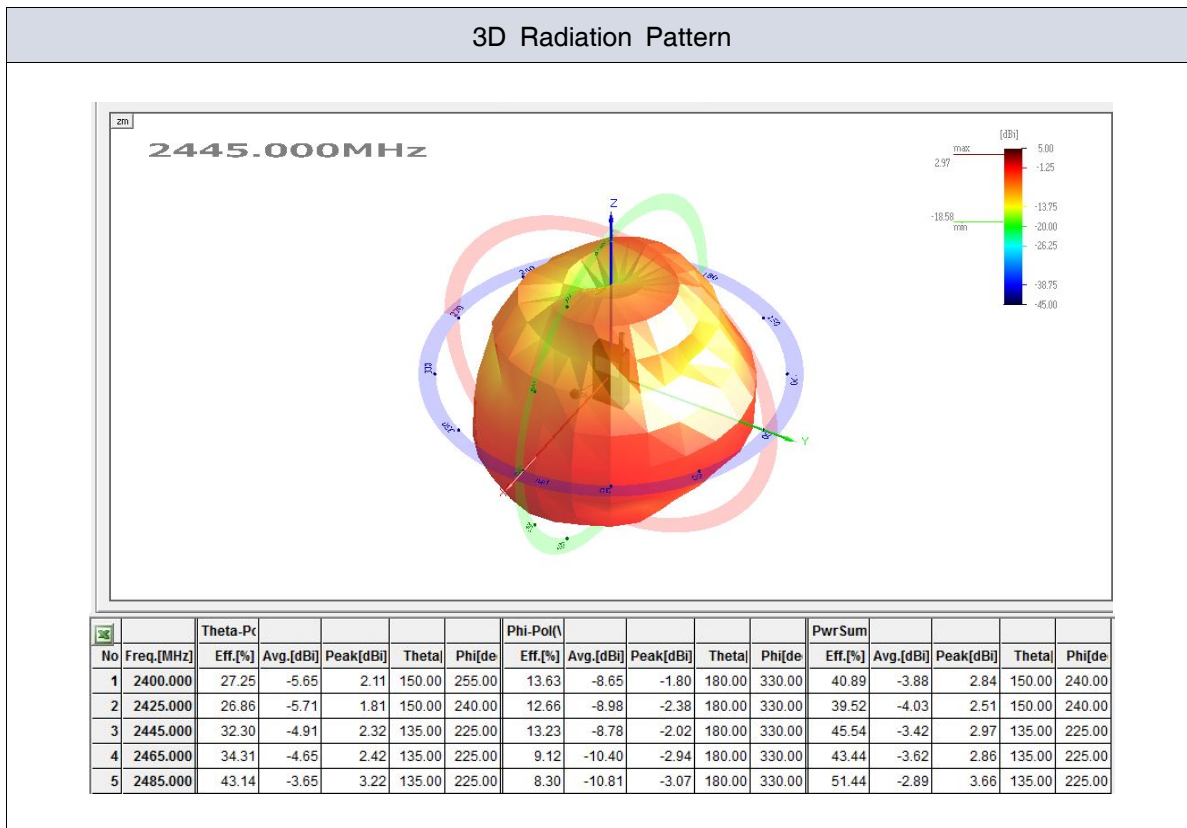 3D Radiation Pattern
zm
2445.000MHz
[dBi]
max
2.97
5.00
-1.25
-13.75
-18.58
min
-20.00
-26.25
-38.75
-45.00
Z
Y
330
Theta-Po Phi-Pol(V PwrSum
No Freq.[MHz] Eff.[%] Avg.[dBi] Peak[dBi] Theta Phi[de Eff.[%] Avg.[dBi] Peak[dBi] Theta Phi[de Eff.[%] Avg.[dBi] Peak[dBi] Theta Phi[de
1 2400.000 27.25 -5.65 2.11 150.00 255.00 13.63 -8.65 -1.80 180.00 330.00 40.89 -3.88 2.84 150.00 240.00
2 2425.000 26.86 -5.71 1.81 150.00 240.00 12.66 -8.98 -2.38 180.00 330.00 39.52 -4.03 2.51 150.00 240.00
3 2445.000 32.30 -4.91 2.32 135.00 225.00 13.23 -8.78 -2.02 180.00 330.00 45.54 -3.42 2.97 135.00 225.00
4 2465.000 34.31 -4.65 2.42 135.00 225.00 9.12 -10.40 -2.94 180.00 330.00 43.44 -3.62 2.86 135.00 225.00
5 2485.000 43.14 -3.65 3.22 135.00 225.00 8.30 -10.81 -3.07 180.00 330.00 51.44 -2.89 3.66 135.00 225.00